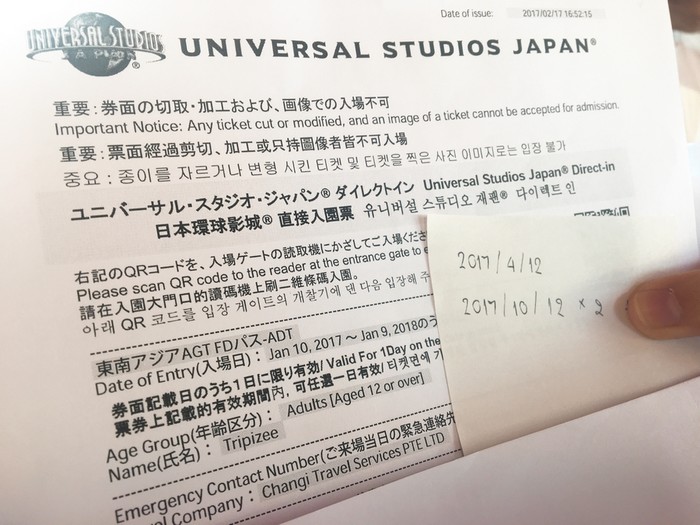 Date of issue: 2017/02/17 16:52:15
UNIVERSAL STUDIOS
UNIVERSAL STUDIOS JAPAN®
重要：券面の切取・加工および、画像での入場不可
Important Notice: Any ticket cut or modified, and an image of a ticket cannot be accepted for admission.
重要：票面經過剪切、加工或只持圖像者皆不可入場
중요 : 종이를 자르거나 변형 시킨 티켓 및 티켓을 찍은 사진 이미지로는 입장 불가
ユニバーサル・スタジオ・ジャパン® ダイレクトイン Universal Studios Japan® Direct-in
日本環球影城® 直接入園票 유니버설 스튜디오 재팬® 다이렉트 인
右記のQRコードを、入場ゲートの読取機にかざしてご入場くださ
Please scan QR code to the reader at the entrance gate to e
請在入園大門口的讀碼機上刷二維條碼入園。
아래 QR 코드를 입장 게이트의 개찰기에 댄 다음 입장해 주
2017/4/12
2017/10/12 × 2
東南アジアAGT FDパス-ADT
Date of Entry(入場日)： Jan 10, 2017 ～ Jan 9, 2018の
券面記載日のうち1日に限り有効/ Valid For 1Day on the
票券上記載的有效期間內, 可任選一日有效/ 티켓면에 기
Age Group(年齢区分)： Adults [Aged 12 or over]
Name(氏名)： Tripizee
Emergency Contact Number(ご来場当日の緊急連絡先
el Company : Changi Travel Services PTE LTD